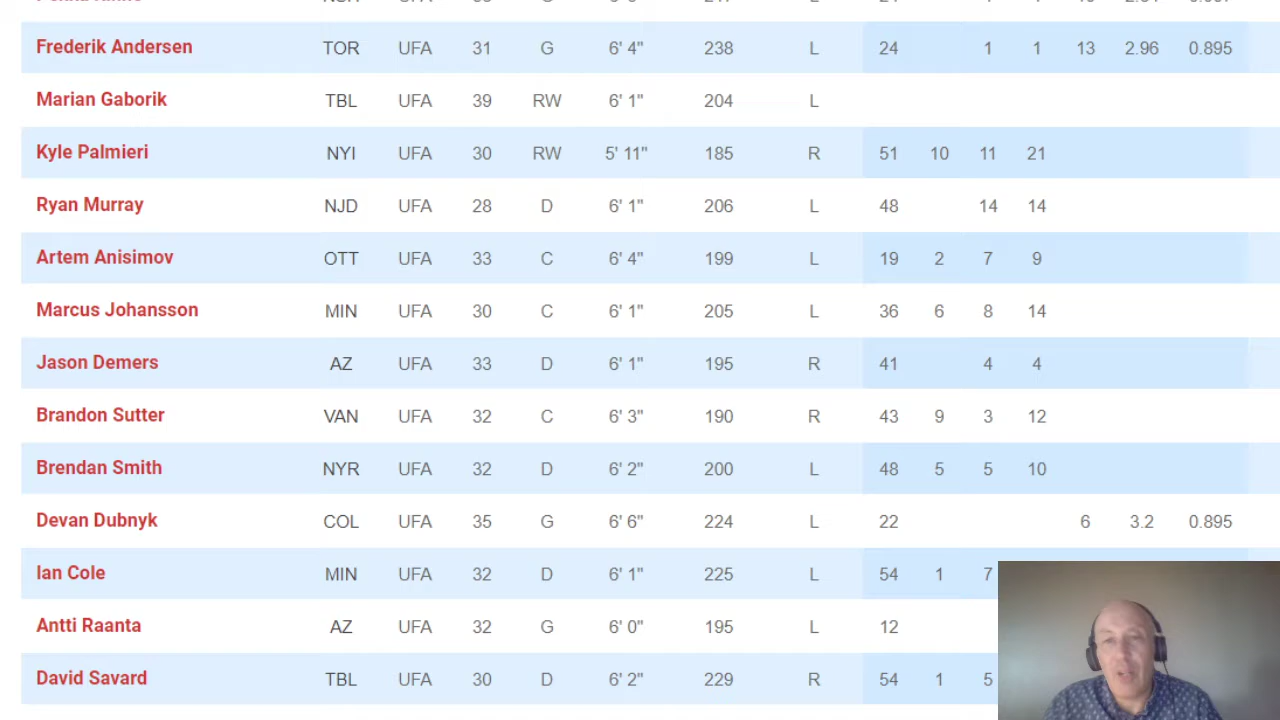 Frederik Andersen TOR UFA 31 G 6' 4" 238 L 24 1 1 13 2.96 0.895
Marian Gaborik TBL UFA 39 RW 6' 1" 204 L
Kyle Palmieri NYI UFA 30 RW 5' 11" 185 R 51 10 11 21
Ryan Murray NJD UFA 28 D 6' 1" 206 L 48 14 14
Artem Anisimov OTT UFA 33 C 6' 4" 199 L 19 2 7 9
Marcus Johansson MIN UFA 30 C 6' 1" 205 L 36 6 8 14
Jason Demers AZ UFA 33 D 6' 1" 195 R 41 4 4
Brandon Sutter VAN UFA 32 C 6' 3" 190 R 43 9 3 12
Brendan Smith NYR UFA 32 D 6' 2" 200 L 48 5 5 10
Devan Dubnyk COL UFA 35 G 6' 6" 224 L 22 6 3.2 0.895
Ian Cole MIN UFA 32 D 6' 1" 225 L 54 1 7
Antti Raanta AZ UFA 32 G 6' 0" 195 L 12
David Savard TBL UFA 30 D 6' 2" 229 R 54 1 5